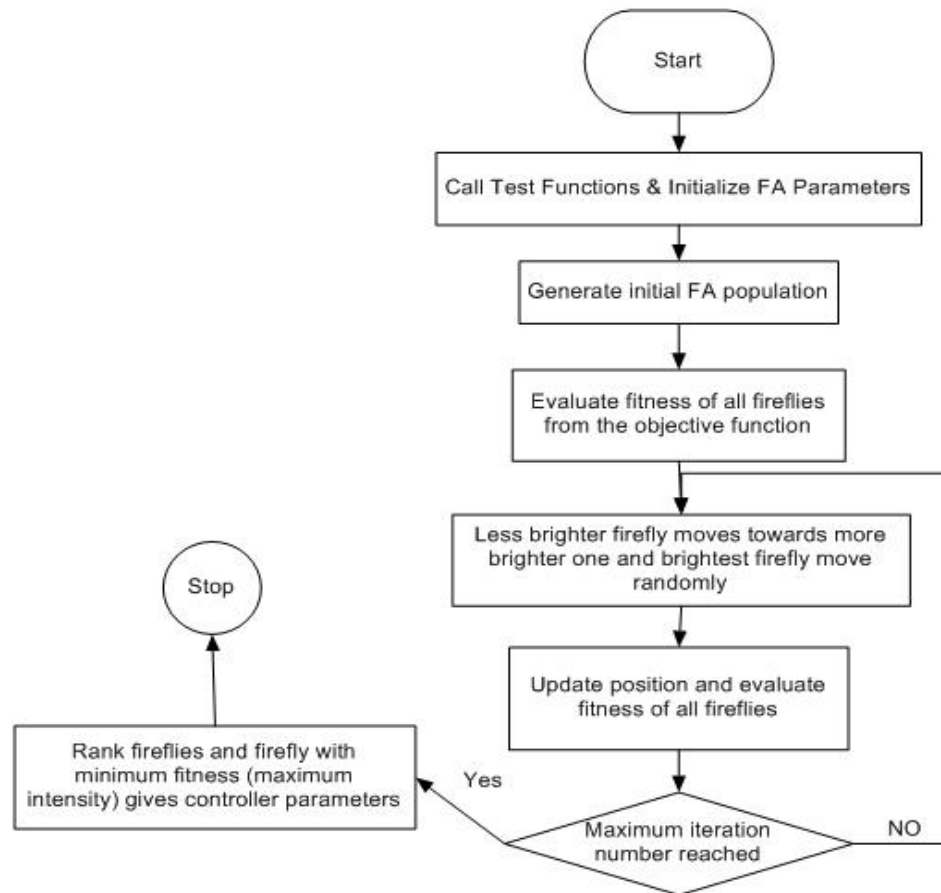 Start
Call Test Functions & Initialize FA Parameters
Generate initial FA population
Evaluate fitness of all fireflies
from the objective function
Less brighter firefly moves towards more
brighter one and brightest firefly move
randomly
Update position and evaluate
fitness of all fireflies
Maximum iteration
number reached
NO
Yes
Rank fireflies and firefly with
minimum fitness (maximum
intensity) gives controller parameters
Stop